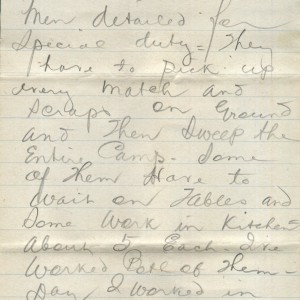 Men detailed for
Special duty = They
have to pick up
every match and
Scraps on Ground
and Then Sweep the
Entire Camp. Some
of Them Have to
Wait on Tables and
Some Work in Kitchen
About 5 Each. I've
Worked Both of Them -
Day I worked in